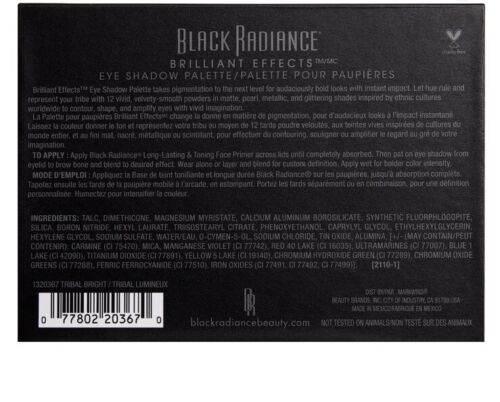 BLACK RADIANCE®
BRILLIANT EFFECTS™/MC
EYE SHADOW PALETTE/PALETTE POUR PAUPIÈRES
Brilliant Effects™ Eye Shadow Palette takes pigmentation to the next level for audaciously bold looks with instant impact. Let hue rule and
represent your tribe with 12 vivid, velvety-smooth powders in matte, pearl, metallic, and glittering shades inspired by ethnic cultures
worldwide to contour, shape, and amplify eyes with vivid imagination.
La Palette pour Paupières Brilliant Effects™ change la donne en matière de pigmentation, pour d'audacieux looks à l'impact instantané
Laissez la couleur donner le ton et représentez votre tribu au moyen de 12 fards poudre veloutés, aux teintes vives inspirées de cultures du
monde entier, au fini mat, nacré, métallique ou scintillant, pour effectuer du contouring, souligner ou amplifier le regard au gré de votre
imagination.
TO APPLY : Apply Black Radiance® Long-Lasting & Toning Face Primer across lids until completely absorbed. Then pat on eye shadow from
eyelid to brow bone and blend to desired effect. Wear alone or layer and blend for custom definition. Apply wet for bolder color intensity.
MODE D'EMPLOI : Appliquez la Base de teint tonifiante et longue durée Black Radiance® sur les paupières, jusqu'à absorption complète.
Tapotez ensuite les fards de la paupière mobile à l'arcade, en estompant. Portez les fards séparément ou en combinaison, pour une définition
personnalisée. Humectez pour intensifier la couleur.
INGREDIENTS: TALC, DIMETHICONE, MAGNESIUM MYRISTATE, CALCIUM ALUMINUM BOROSILICATE, SYNTHETIC FLUORPHLOGOPITE,
SILICA, BORON NITRIDE, HEXYL LAURATE, TRIISOSTEARYL CITRATE, PHENOXYETHANOL, CAPRYLYL GLYCOL, ETHYLHEXYLGLYCERIN,
HEXYLENE GLYCOL, SODIUM SULFATE, WATER/EAU, O-CYMEN-5-OL, SODIUM CHLORIDE, TIN OXIDE, ALUMINA, [+/- (MAY CONTAIN/PEUT
CONTENIR): CARMINE (CI 75470), MICA, MANGANESE VIOLET (CI 77742), RED 40 LAKE (CI 16035), ULTRAMARINES (CI 77007), BLUE 1
LAKE (CI 42090), TITANIUM DIOXIDE (CI 77891), YELLOW 5 LAKE (CI 19140), CHROMIUM HYDROXIDE GREEN (CI 77289), CHROMIUM OXIDE
GREENS (CI 77288), FERRIC FERROCYANIDE (CI 77510), IRON OXIDES (CI 77491, CI 77492, CI 77499)]. [2110-1]
1320367 TRIBAL BRIGHT / TRIBAL LUMINEUX
0 77802 20367 0
blackradiancebeauty.com
DIST BY/PAR : MARKWINS®
BEAUTY BRANDS, INC. CITY OF INDUSTRY, CA 91789 USA
MADE IN MEXICO/FABRIQUÉ EN MEXICO
NOT TESTED ON ANIMALS/NON TESTÉ SUR DES ANIMAUX